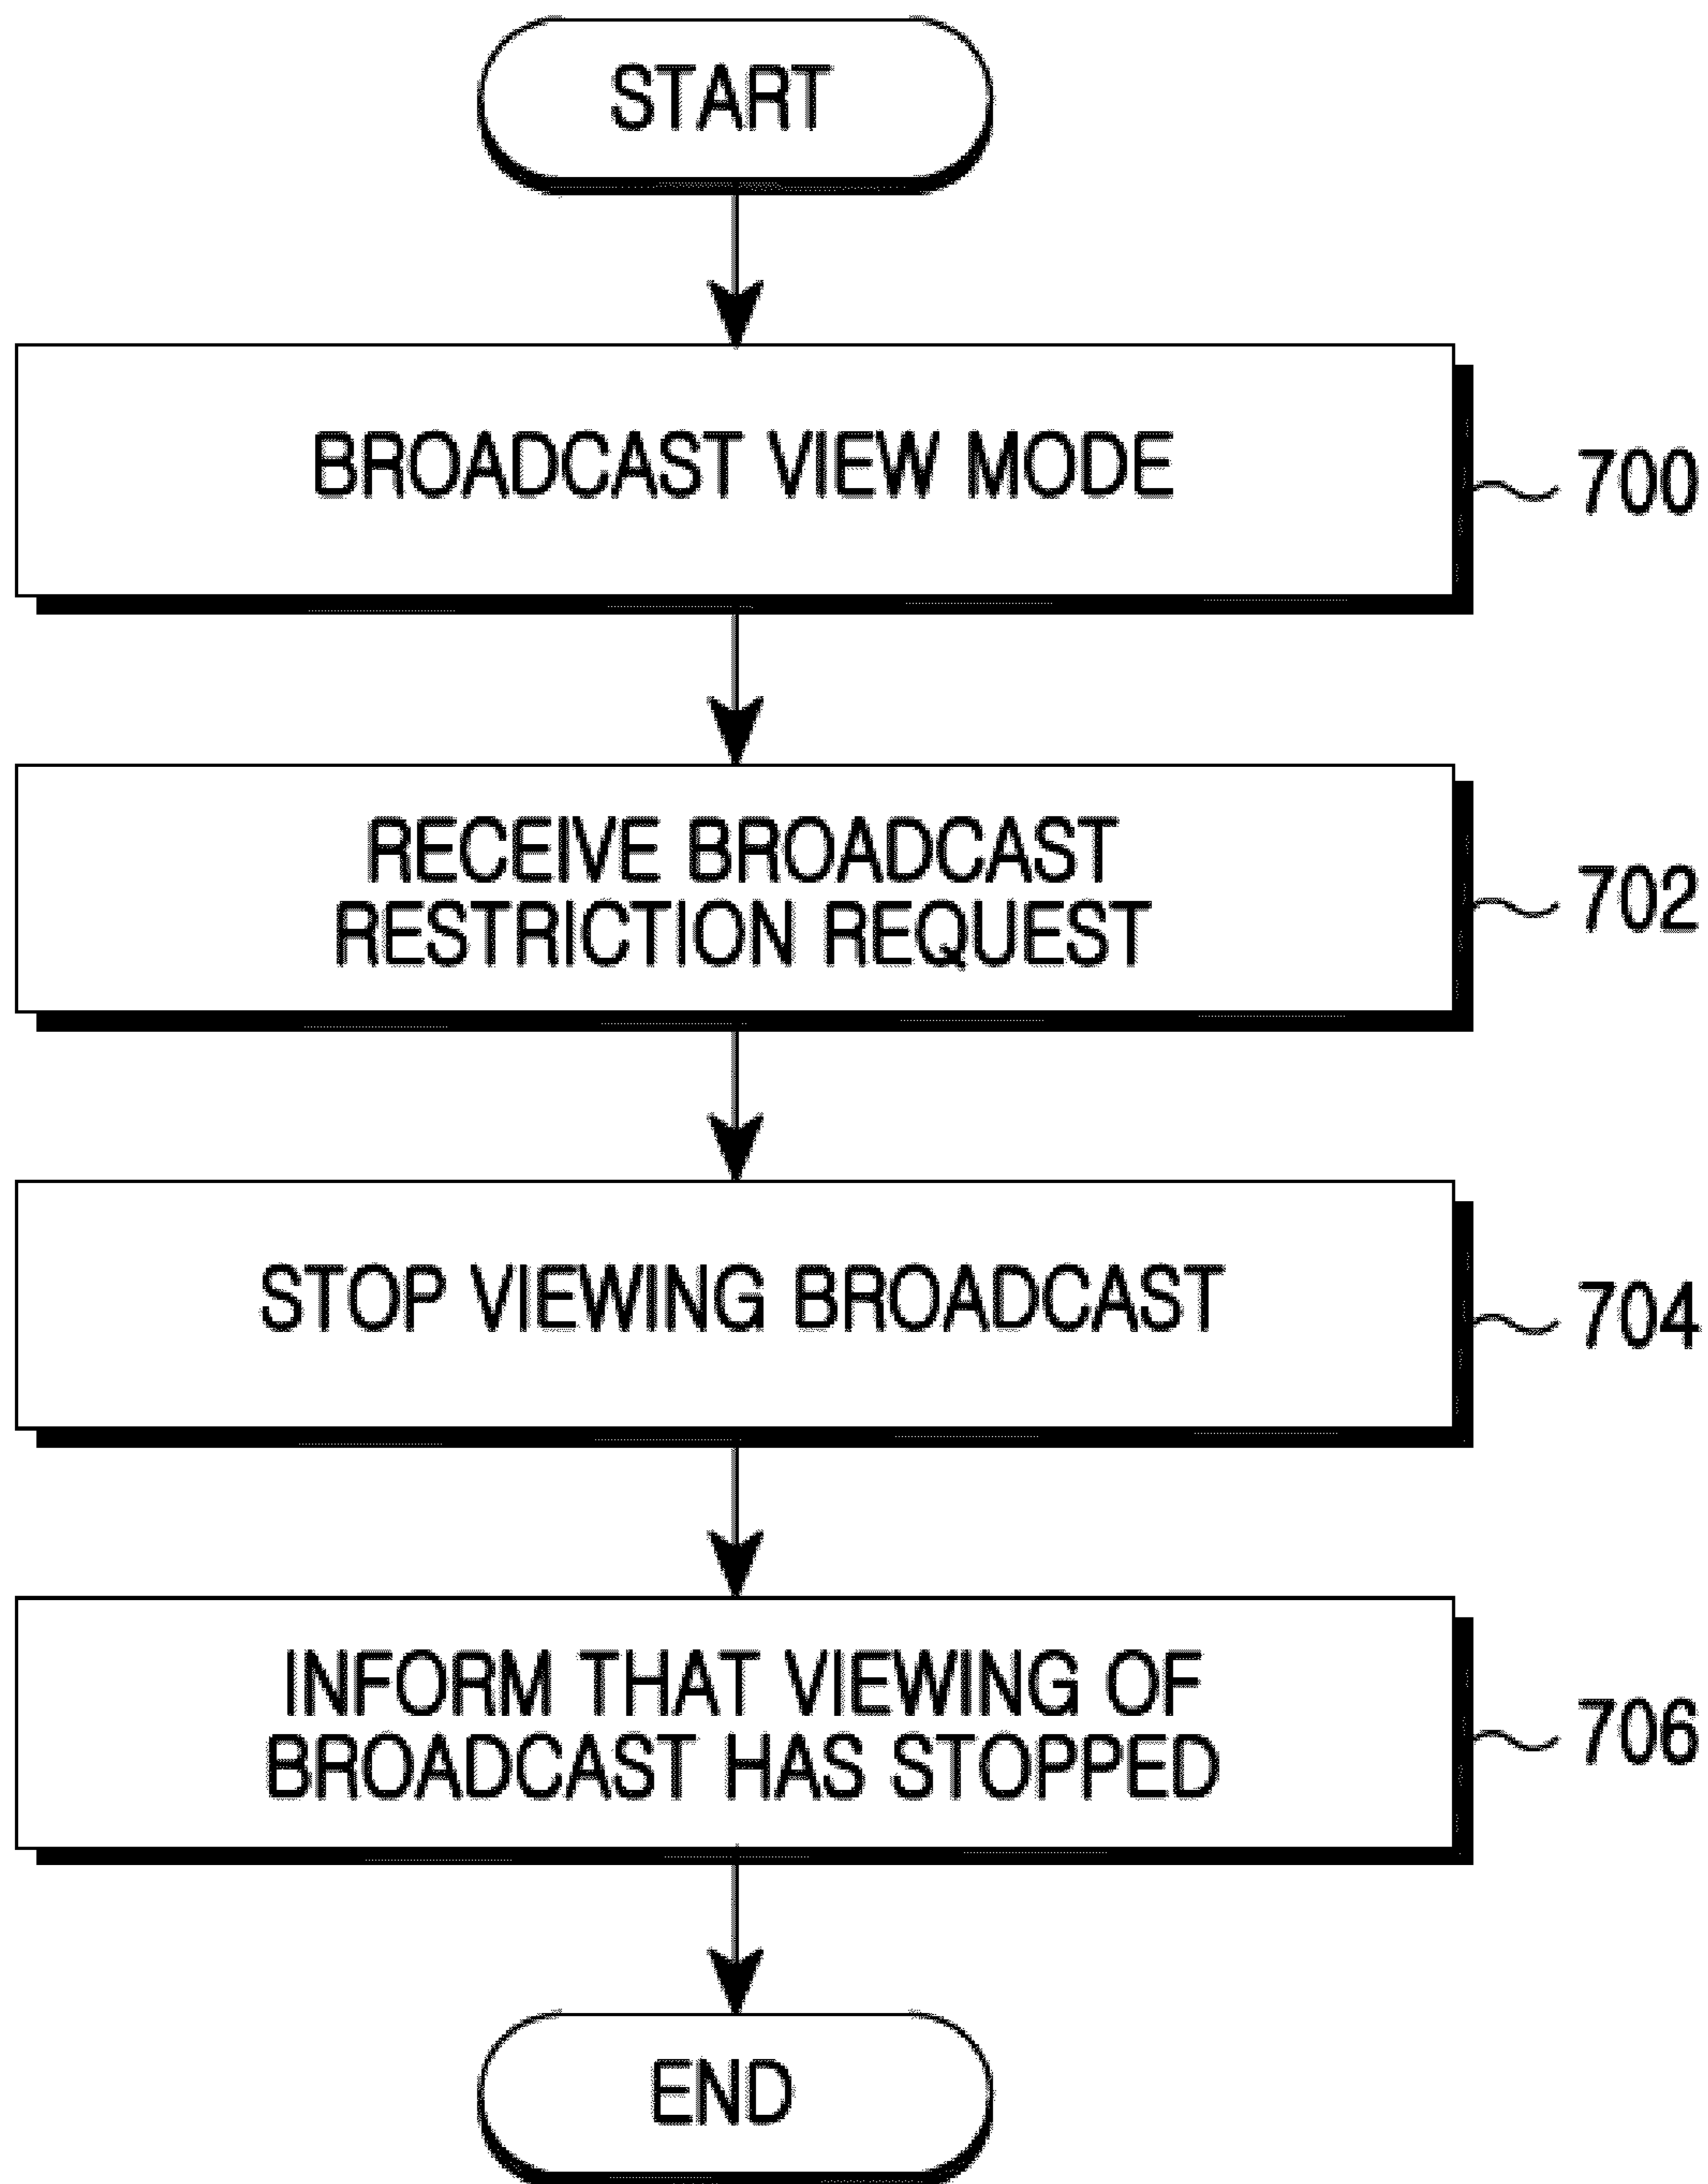 START
BROADCAST VIEW MODE
700
RECEIVE BROADCAST
RESTRICTION REQUEST
702
STOP VIEWING BROADCAST
704
INFORM THAT VIEWING OF
BROADCAST HAS STOPPED
706
END